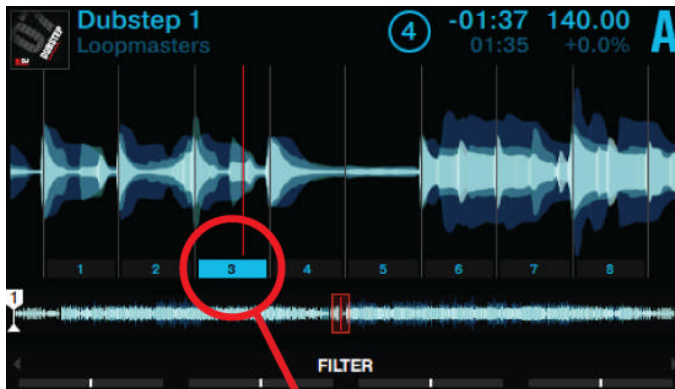 Dubstep 1
Loopmasters
4
-01:37 140.00
01:35 +0.0%
A
DUBSTEP
1 2 3 4 5 6 7 8
1
FILTER